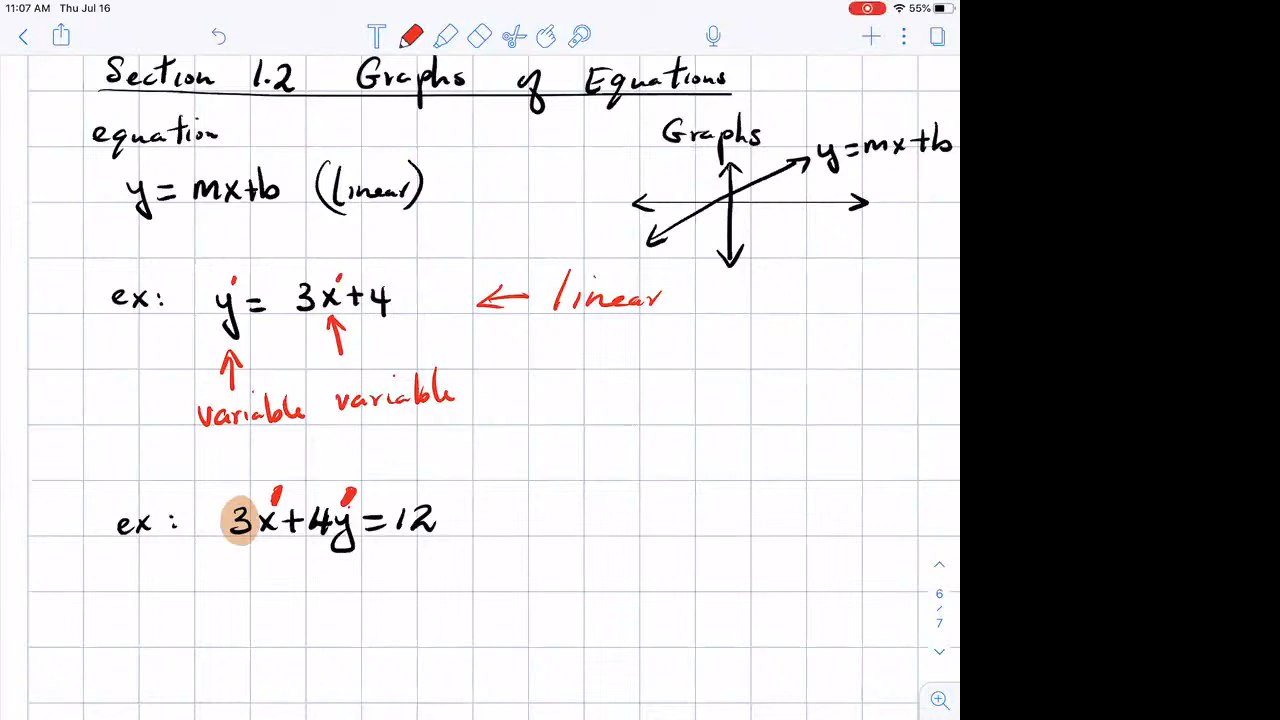 11:07 AM Thu Jul 16
55%
Section 1.2 Graphs of Equations
equation
Graphs
y = mx+b
y = mx+b (linear)
ex: y = 3x+4 ← linear
variable variable
ex: 3x+4y=12
6
/
7